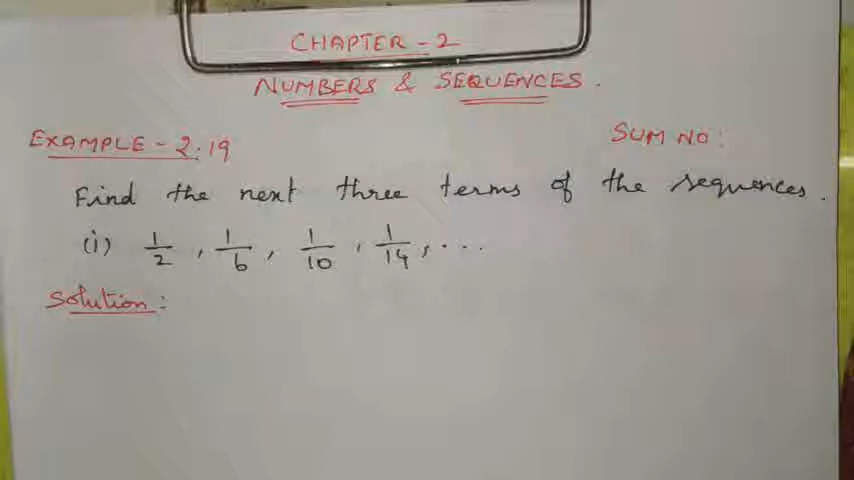 CHAPTER - 2
NUMBERS & SEQUENCES.
EXAMPLE - 2.19
SUM NO:
Find the next three terms of the sequences.
(i) 1/2, 1/6, 1/10, 1/14, ...
Solution: